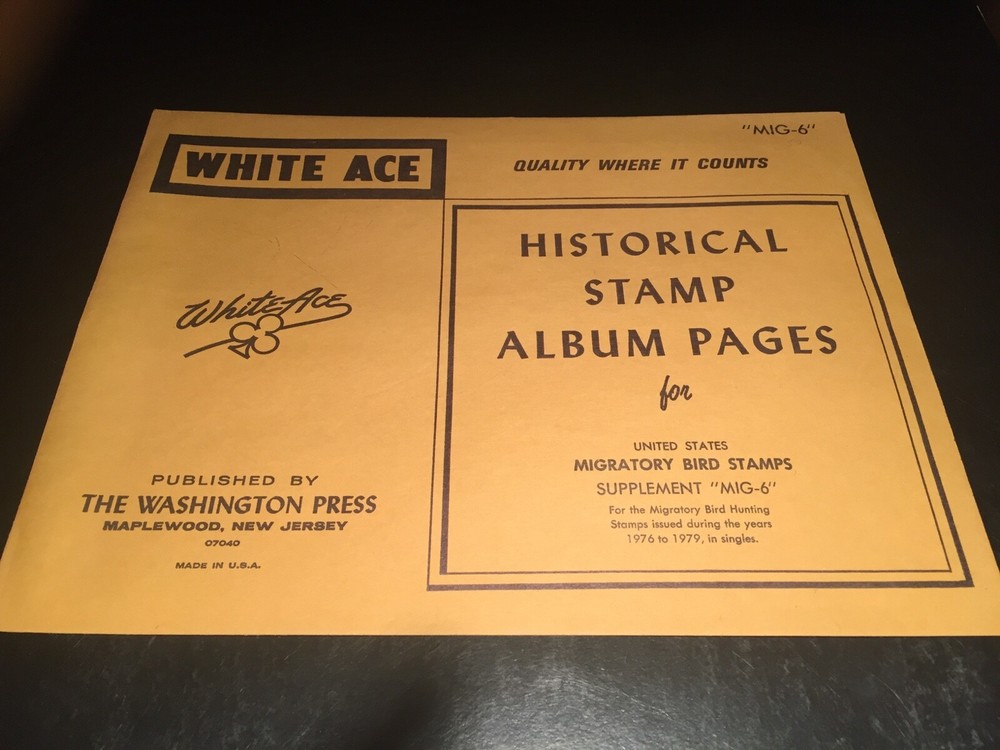 "MIG-6"
WHITE ACE
QUALITY WHERE IT COUNTS
White Ace
PUBLISHED BY
THE WASHINGTON PRESS
MAPLEWOOD, NEW JERSEY
07040
MADE IN U.S.A.
HISTORICAL
STAMP
ALBUM PAGES
for
UNITED STATES
MIGRATORY BIRD STAMPS
SUPPLEMENT "MIG-6"
For the Migratory Bird Hunting
Stamps issued during the years
1976 to 1979, in singles.